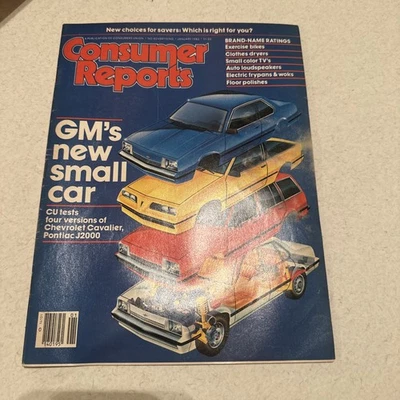 New choices for savers: Which is right for you?
Consumer
Reports
BRAND-NAME RATINGS
Exercise bikes
Clothes dryers
Small color TV's
Auto loudspeakers
Electric frypans & woks
Floor polishes
GM's
new
small
car
CU tests
four versions of
Chevrolet Cavalier,
Pontiac J2000